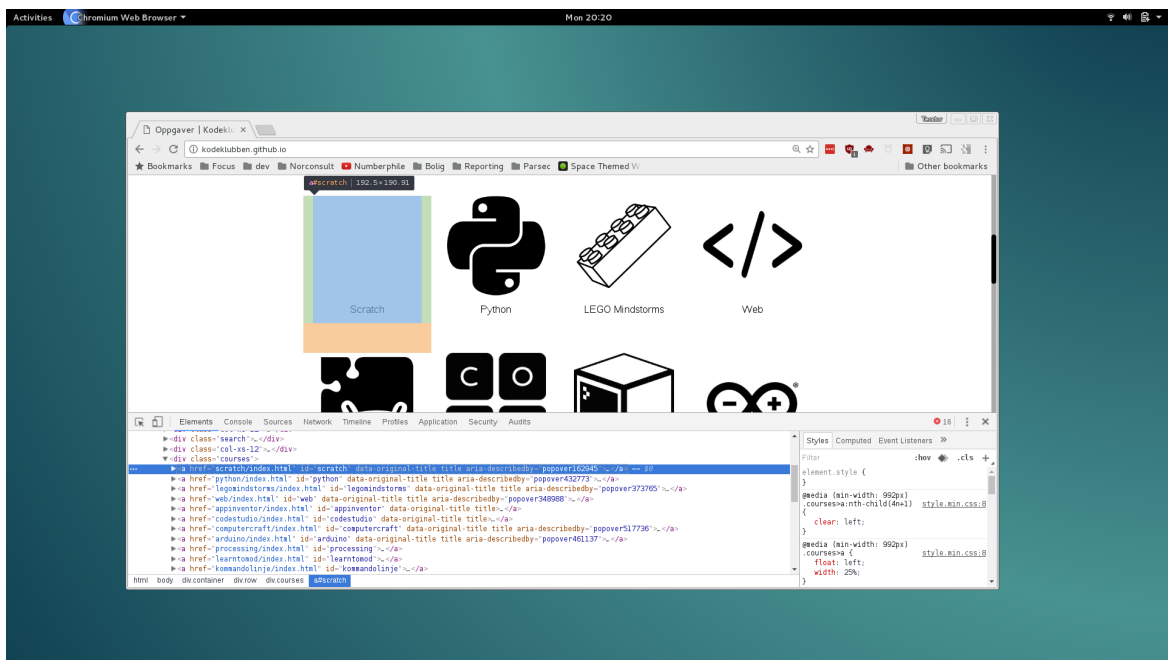 Activities Chromium Web Browser Mon 20:20
Oppgaver | Kodeklu
kodeklubben.github.io
Bookmarks Focus dev Norconsult Numberphile Bolig Reporting Parsec Space Themed W Other bookmarks
a#scratch | 192.5×190.91
Scratch Python LEGO Mindstorms Web
C O
Elements Console Sources Network Timeline Profiles Application Security Audits 16
<div class="search">…</div>
<div class="col-xs-12">…</div>
<div class="courses">
<a href="scratch/index.html" id="scratch" data-original-title title aria-describedby="popover162945">…</a> == $0
<a href="python/index.html" id="python" data-original-title title aria-describedby="popover432773">…</a>
<a href="legomindstorms/index.html" id="legomindstorms" data-original-title title aria-describedby="popover373765">…</a>
<a href="web/index.html" id="web" data-original-title title aria-describedby="popover348988">…</a>
<a href="appinventor/index.html" id="appinventor" data-original-title title>…</a>
<a href="codestudio/index.html" id="codestudio" data-original-title title>…</a>
<a href="computercraft/index.html" id="computercraft" data-original-title title aria-describedby="popover517736">…</a>
<a href="arduino/index.html" id="arduino" data-original-title title aria-describedby="popover461137">…</a>
<a href="processing/index.html" id="processing">…</a>
<a href="learntomod/index.html" id="learntomod">…</a>
<a href="kommandolinje/index.html" id="kommandolinje">…</a>
html body div.container div.row div.courses a#scratch
Styles Computed Event Listeners »
Filter :hov .cls +
element.style {
}
@media (min-width: 992px)
.courses>a:nth-child(4n+1) style.min.css:8
{
clear: left;
}
@media (min-width: 992px)
.courses>a { style.min.css:8
float: left;
width: 25%;
}